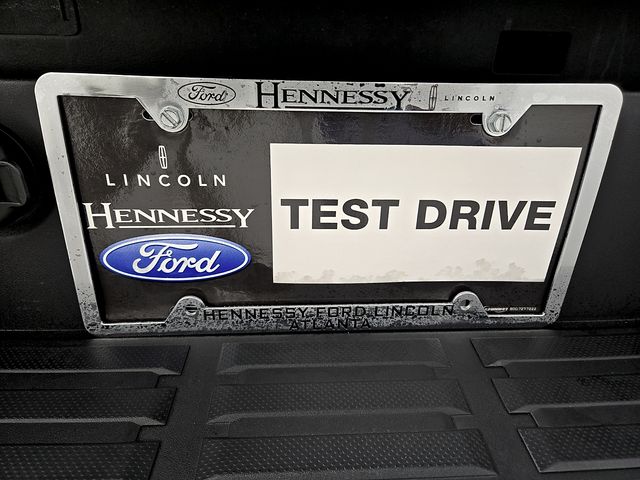 Ford HENNESSY LINCOLN
LINCOLN
HENNESSY
Ford
TEST DRIVE
HENNESSY FORD LINCOLN
ATLANTA